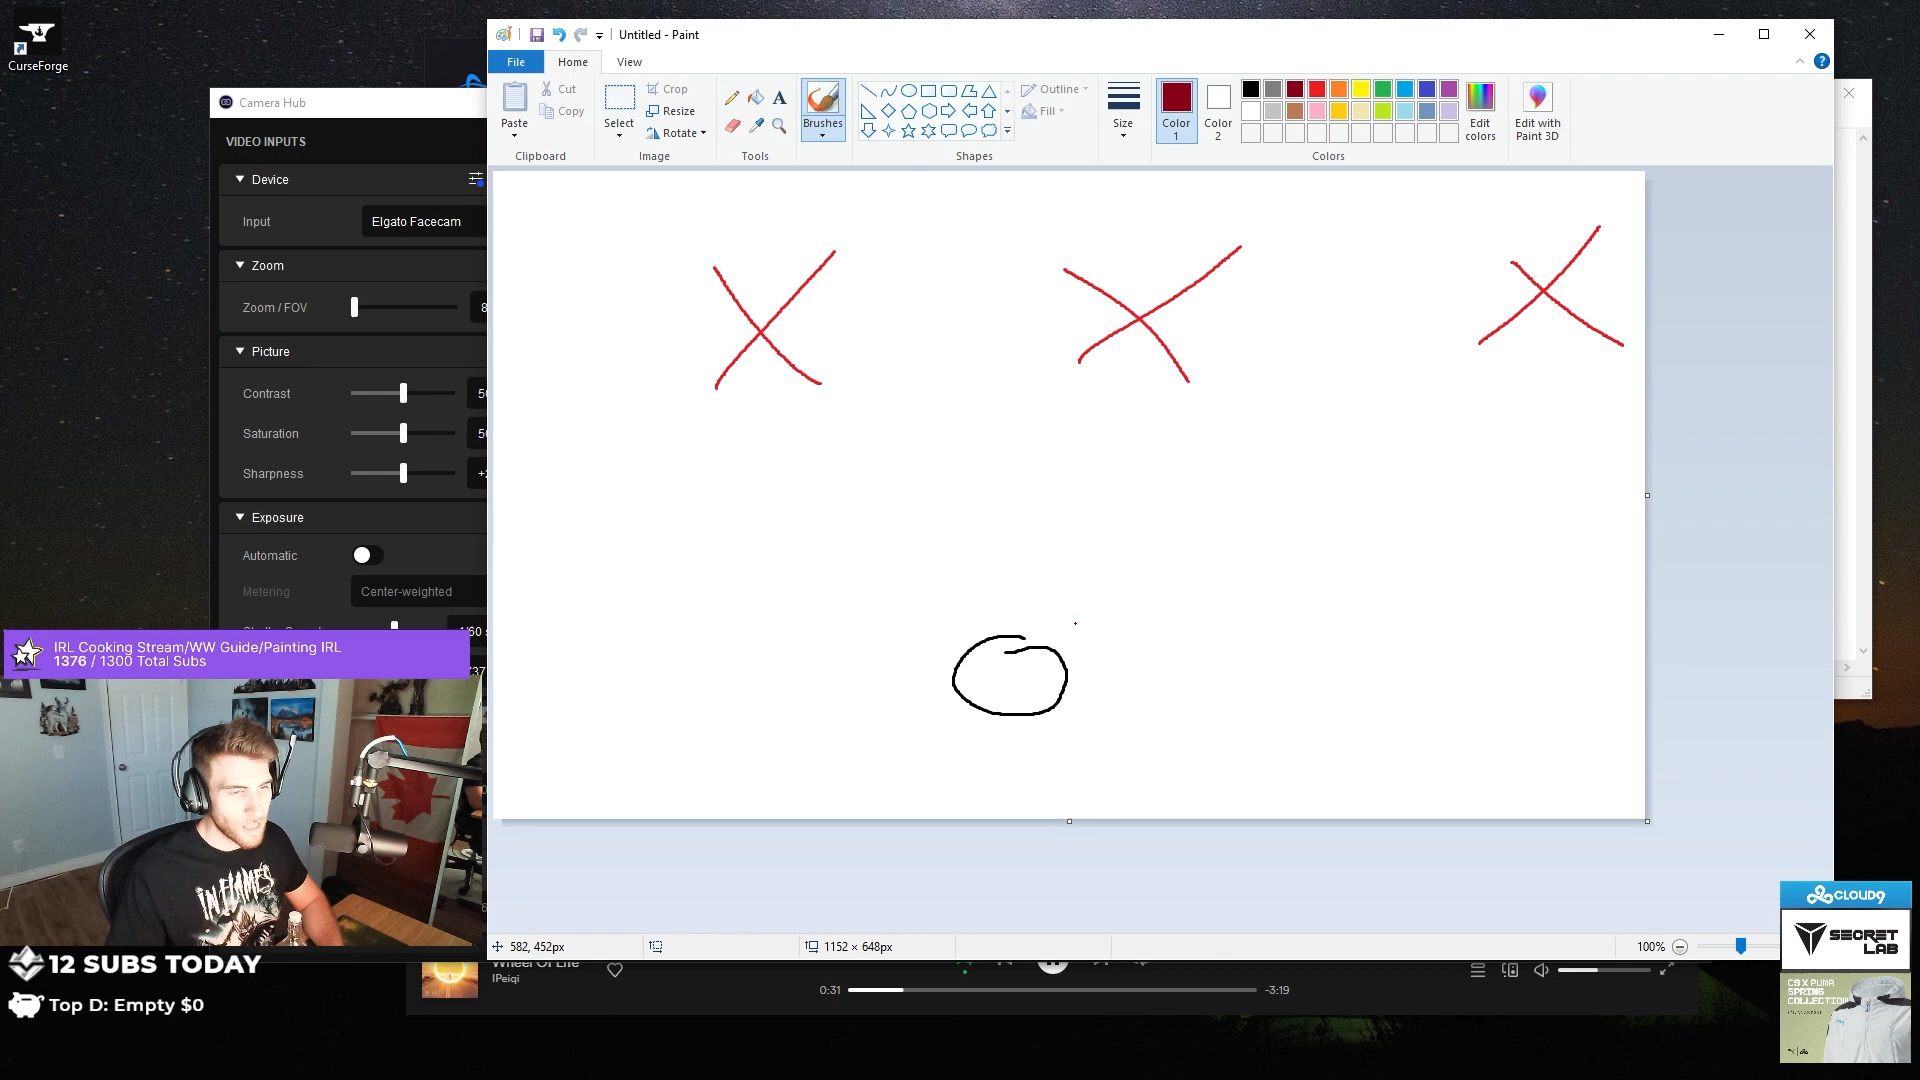 CurseForge
Untitled - Paint
File
Home
View
Paste
Cut
Copy
Clipboard
Select
Crop
Resize
Rotate
Image
A
Tools
Brushes
Shapes
Outline
Fill
Size
Color
1
Color
2
Edit
colors
Colors
Edit with
Paint 3D
?
Camera Hub
VIDEO INPUTS
Device
Input
Elgato Facecam
Zoom
Zoom / FOV
8
Picture
Contrast
Saturation
Sharpness
Exposure
Automatic
Metering
Center-weighted
IRL Cooking Stream/WW Guide/Painting IRL
1376 / 1300 Total Subs
IN FLAMES
12 SUBS TODAY
Top D: Empty $0
582, 452px
1152 × 648px
100%
IPeiqi
0:31
-3:19
CLOUD9
SECRET
LAB
C9 X PUMA
SPRING
COLLECTION